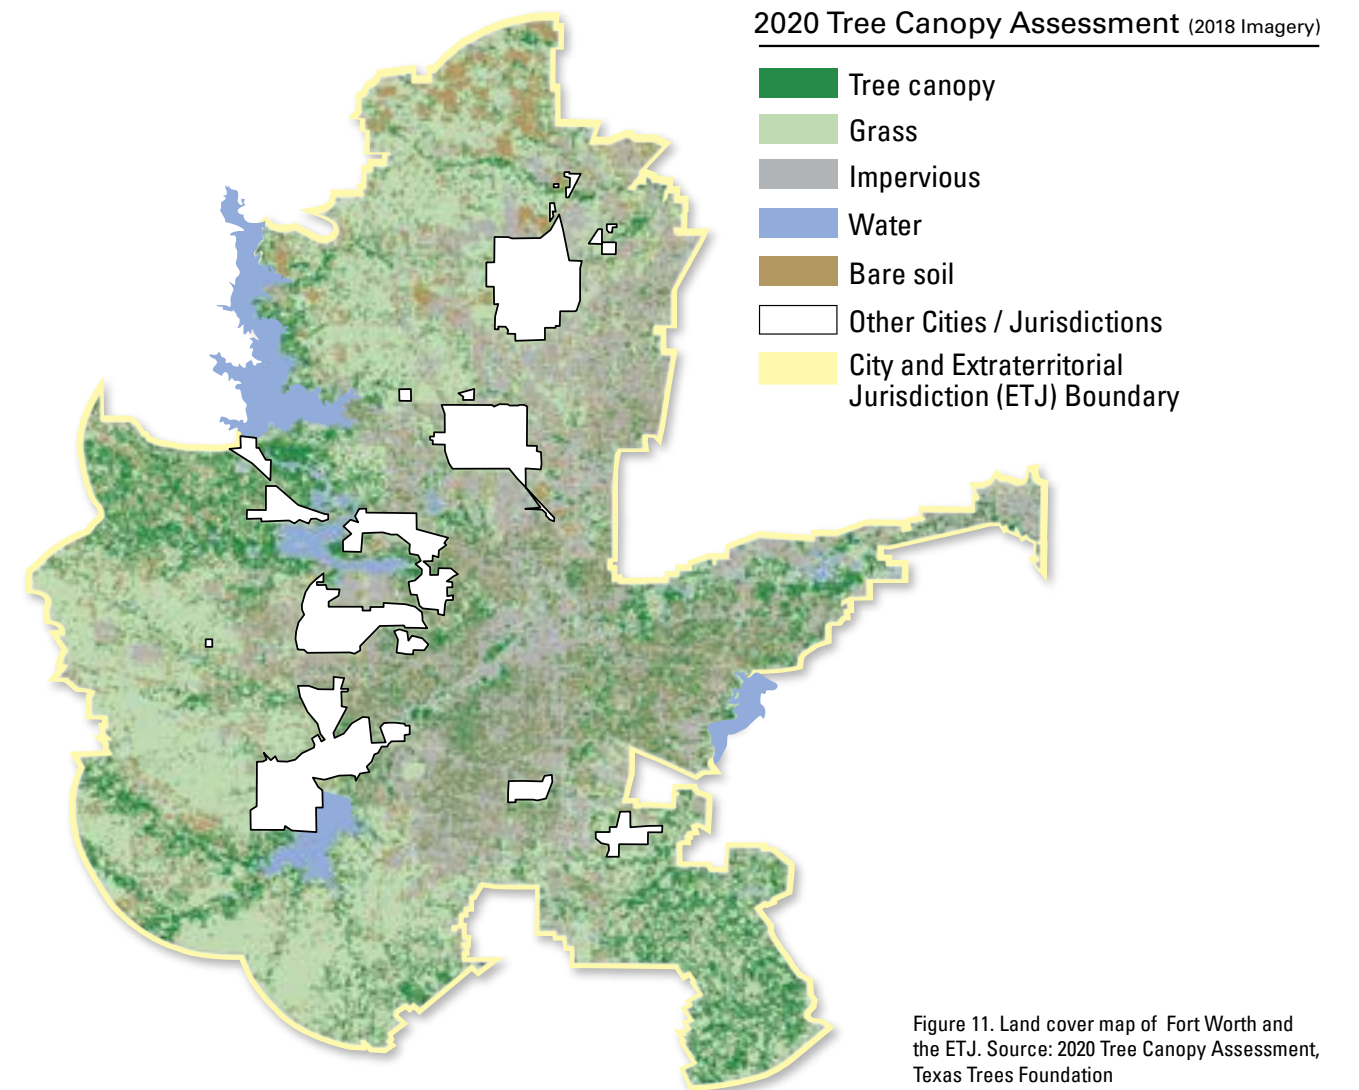 2020 Tree Canopy Assessment (2018 Imagery)
Tree canopy
Grass
Impervious
Water
Bare soil
Other Cities / Jurisdictions
City and Extraterritorial
Jurisdiction (ETJ) Boundary
Figure 11. Land cover map of Fort Worth and
the ETJ. Source: 2020 Tree Canopy Assessment,
Texas Trees Foundation